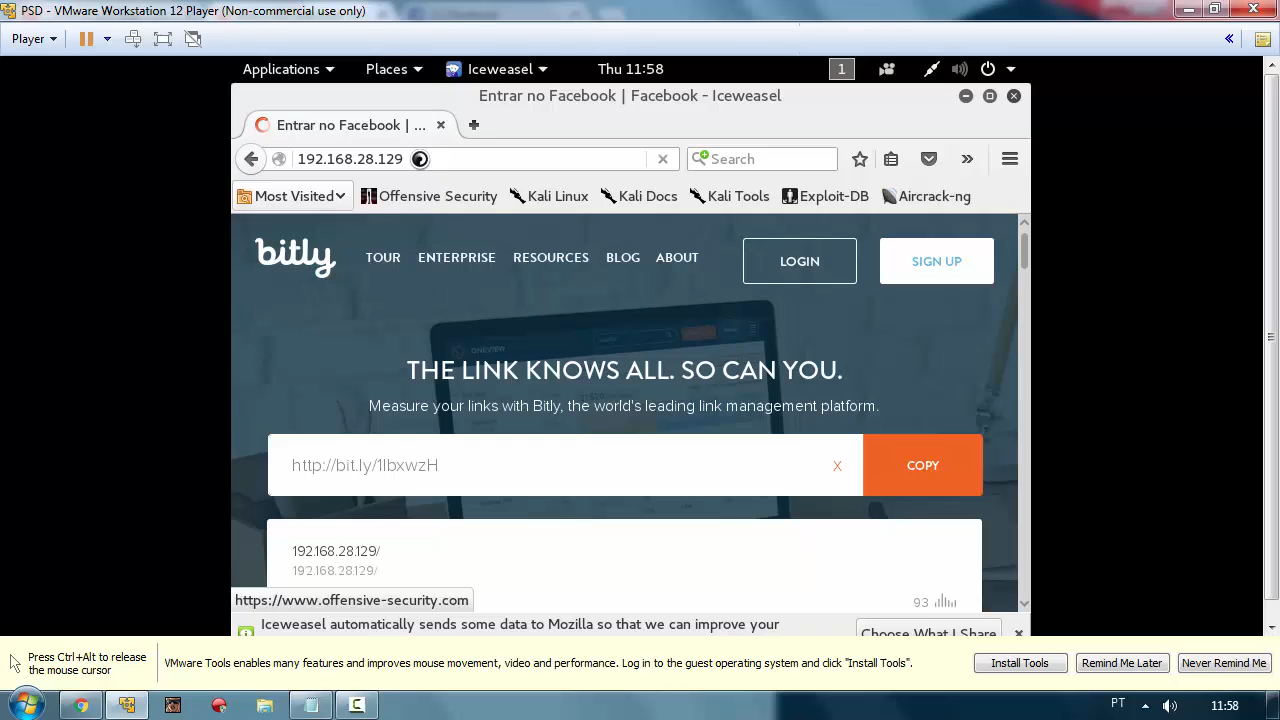 PSD - VMware Workstation 12 Player (Non-commercial use only)
Player
Applications Places Iceweasel Thu 11:58 1
Entrar no Facebook | Facebook - Iceweasel
Entrar no Facebook | ...
192.168.28.129 Search
Most Visited Offensive Security Kali Linux Kali Docs Kali Tools Exploit-DB Aircrack-ng
bitly TOUR ENTERPRISE RESOURCES BLOG ABOUT LOGIN SIGN UP
THE LINK KNOWS ALL. SO CAN YOU.
Measure your links with Bitly, the world's leading link management platform.
http://bit.ly/1IbxwzH X COPY
192.168.28.129/
192.168.28.129/
93
https://www.offensive-security.com
Iceweasel automatically sends some data to Mozilla so that we can improve your
Choose What I Share
Press Ctrl+Alt to release
the mouse cursor
VMware Tools enables many features and improves mouse movement, video and performance. Log in to the guest operating system and click "Install Tools".
Install Tools Remind Me Later Never Remind Me
PT 11:58